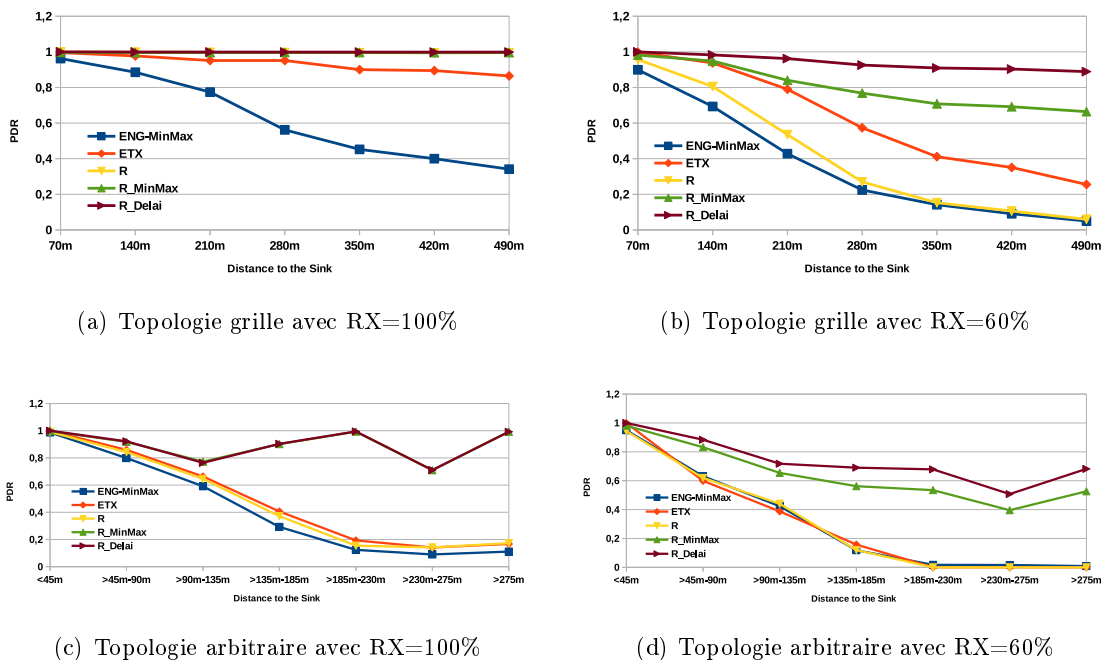 1,2
1
0,8
0,6
0,4
0,2
0
PDR
ENG-MinMax
ETX
R
R_MinMax
R_Delai
70m 140m 210m 280m 350m 420m 490m
Distance to the Sink
(a) Topologie grille avec RX=100%
1,2
1
0,8
0,6
0,4
0,2
0
PDR
ENG-MinMax
ETX
R
R_MinMax
R_Delai
70m 140m 210m 280m 350m 420m 490m
Distance to the Sink
(b) Topologie grille avec RX=60%
1,2
1
0,8
0,6
0,4
0,2
0
PDR
ENG-MinMax
ETX
R
R_MinMax
R_Delai
<45m >45m-90m >90m-135m >135m-185m >185m-230m >230m-275m >275m
Distance to the Sink
(c) Topologie arbitraire avec RX=100%
1,2
1
0,8
0,6
0,4
0,2
0
PDR
ENG-MinMax
ETX
R
R_MinMax
R_Delai
<45m >45m-90m >90m-135m >135m-185m >185m-230m >230m-275m >275m
Distance to the Sink
(d) Topologie arbitraire avec RX=60%